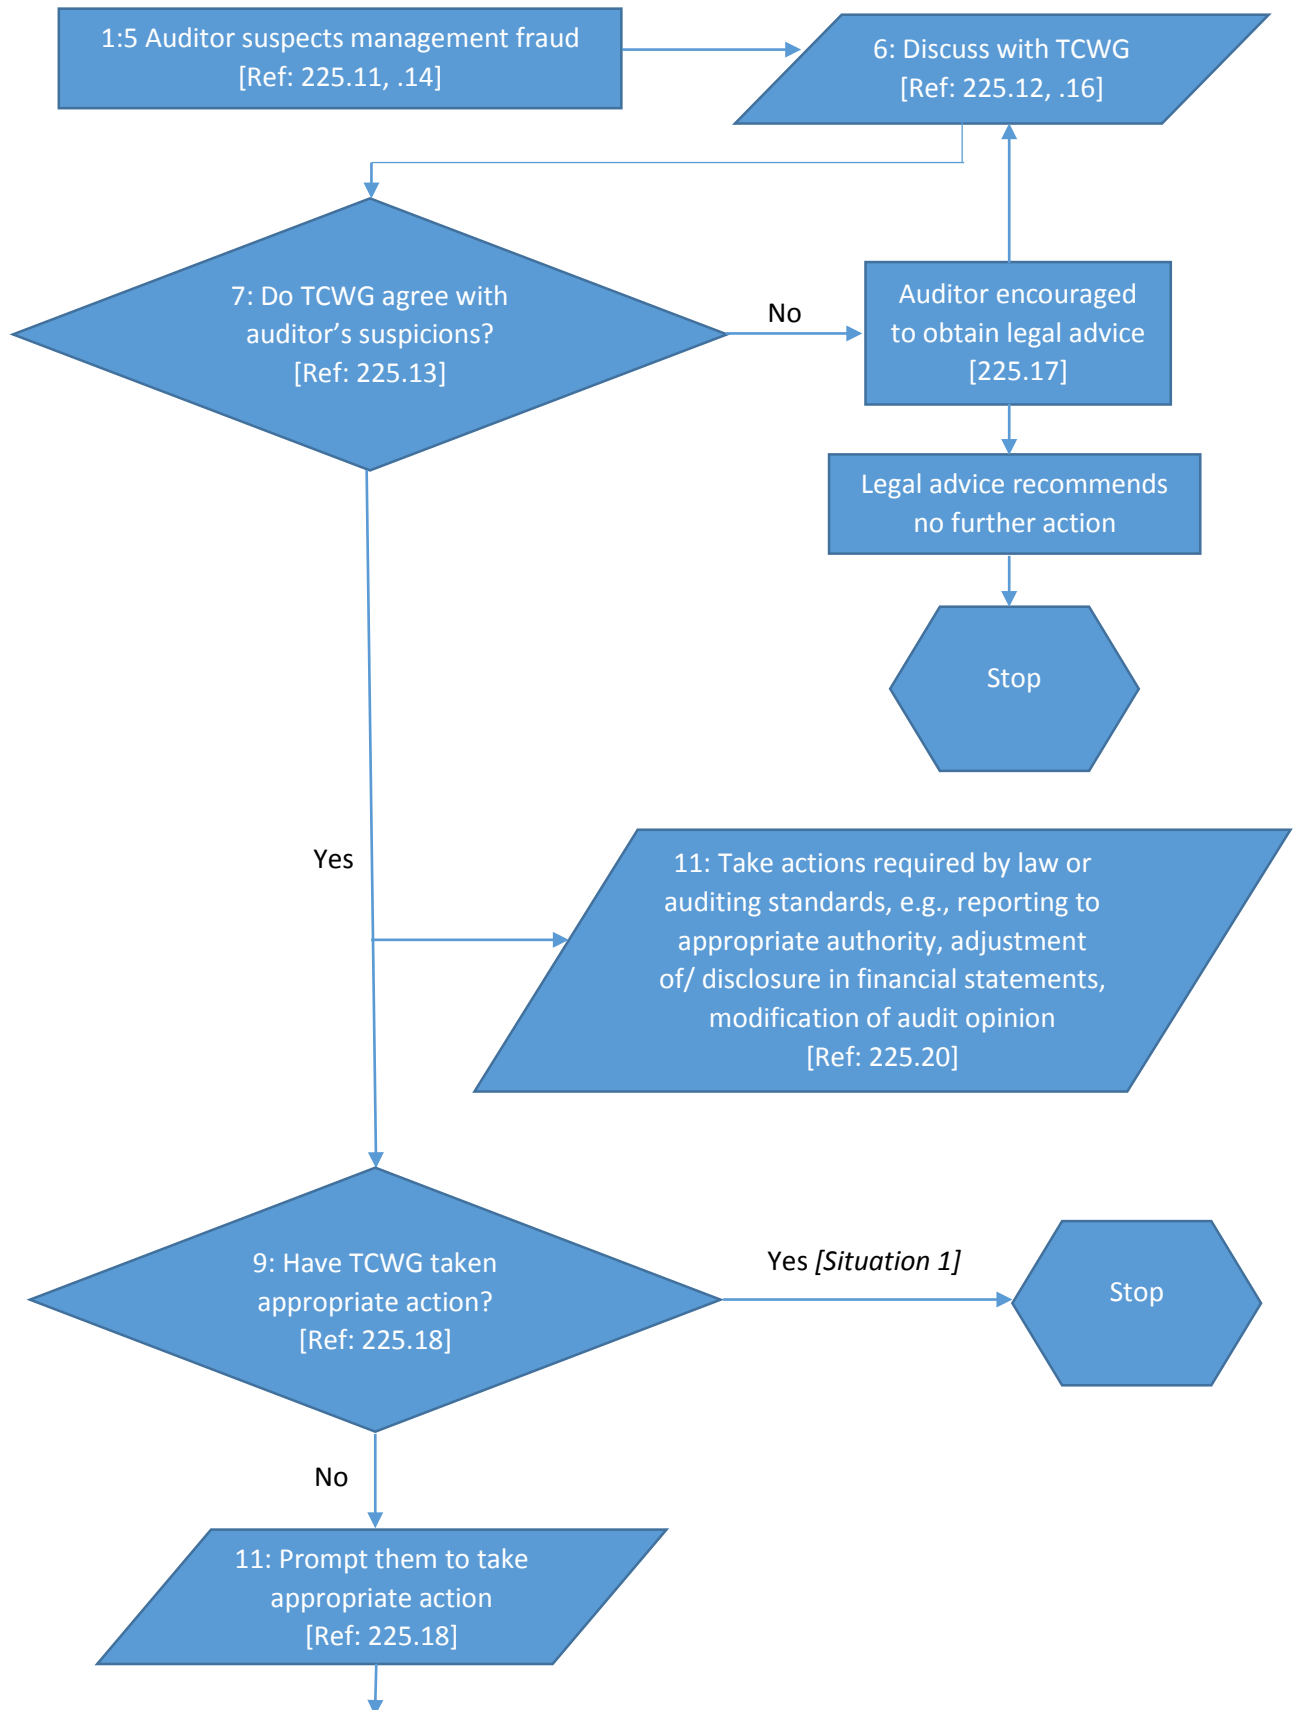 1:5 Auditor suspects management fraud
[Ref: 225.11, .14]
6: Discuss with TCWG
[Ref: 225.12, .16]
7: Do TCWG agree with
auditor’s suspicions?
[Ref: 225.13]
No
Auditor encouraged
to obtain legal advice
[225.17]
Legal advice recommends
no further action
Stop
Yes
11: Take actions required by law or
auditing standards, e.g., reporting to
appropriate authority, adjustment
of/ disclosure in financial statements,
modification of audit opinion
[Ref: 225.20]
9: Have TCWG taken
appropriate action?
[Ref: 225.18]
Yes [Situation 1]
Stop
No
11: Prompt them to take
appropriate action
[Ref: 225.18]